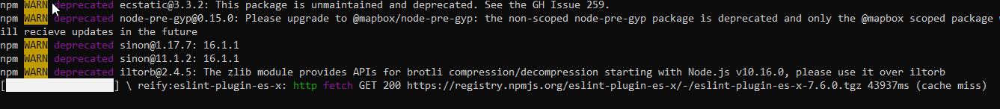 npm WARN deprecated ecstatic@3.3.2: This package is unmaintained and deprecated. See the GH Issue 259.
npm WARN deprecated node-pre-gyp@0.15.0: Please upgrade to @mapbox/node-pre-gyp: the non-scoped node-pre-gyp package is deprecated and only the @mapbox scoped package
ill recieve updates in the future
npm WARN deprecated sinon@1.17.7: 16.1.1
npm WARN deprecated sinon@11.1.2: 16.1.1
npm WARN deprecated iltorb@2.4.5: The zlib module provides APIs for brotli compression/decompression starting with Node.js v10.16.0, please use it over iltorb
[ ] \ reify:eslint-plugin-es-x: http fetch GET 200 https://registry.npmjs.org/eslint-plugin-es-x/-/eslint-plugin-es-x-7.6.0.tgz 43937ms (cache miss)